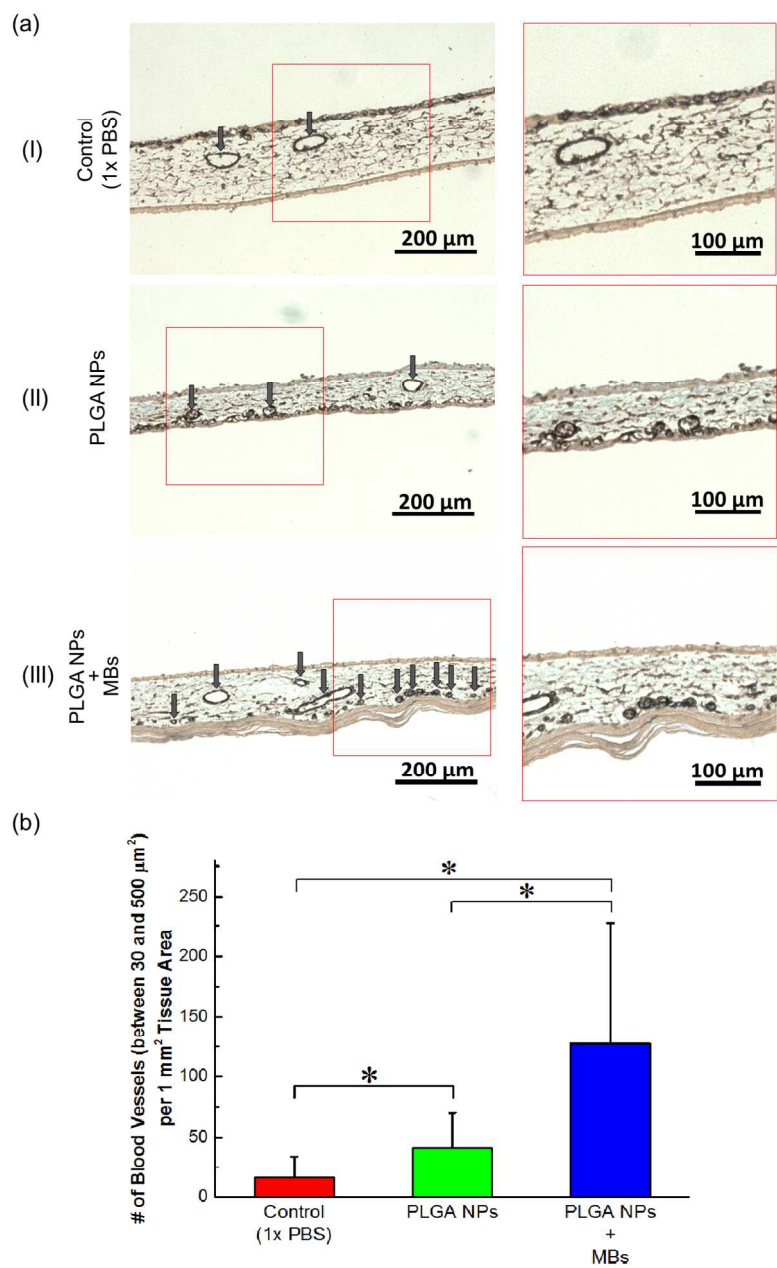 (a)
(I)
Control
(1x PBS)
200 µm
100 µm
(II)
PLGA NPs
200 µm
100 µm
(III)
PLGA NPs
+
MBs
200 µm
100 µm
(b)
# of Blood Vessels (between 30 and 500 µm²)
per 1 mm² Tissue Area
250
200
150
100
50
0
*
*
*
Control
(1x PBS)
PLGA NPs
PLGA NPs
+
MBs